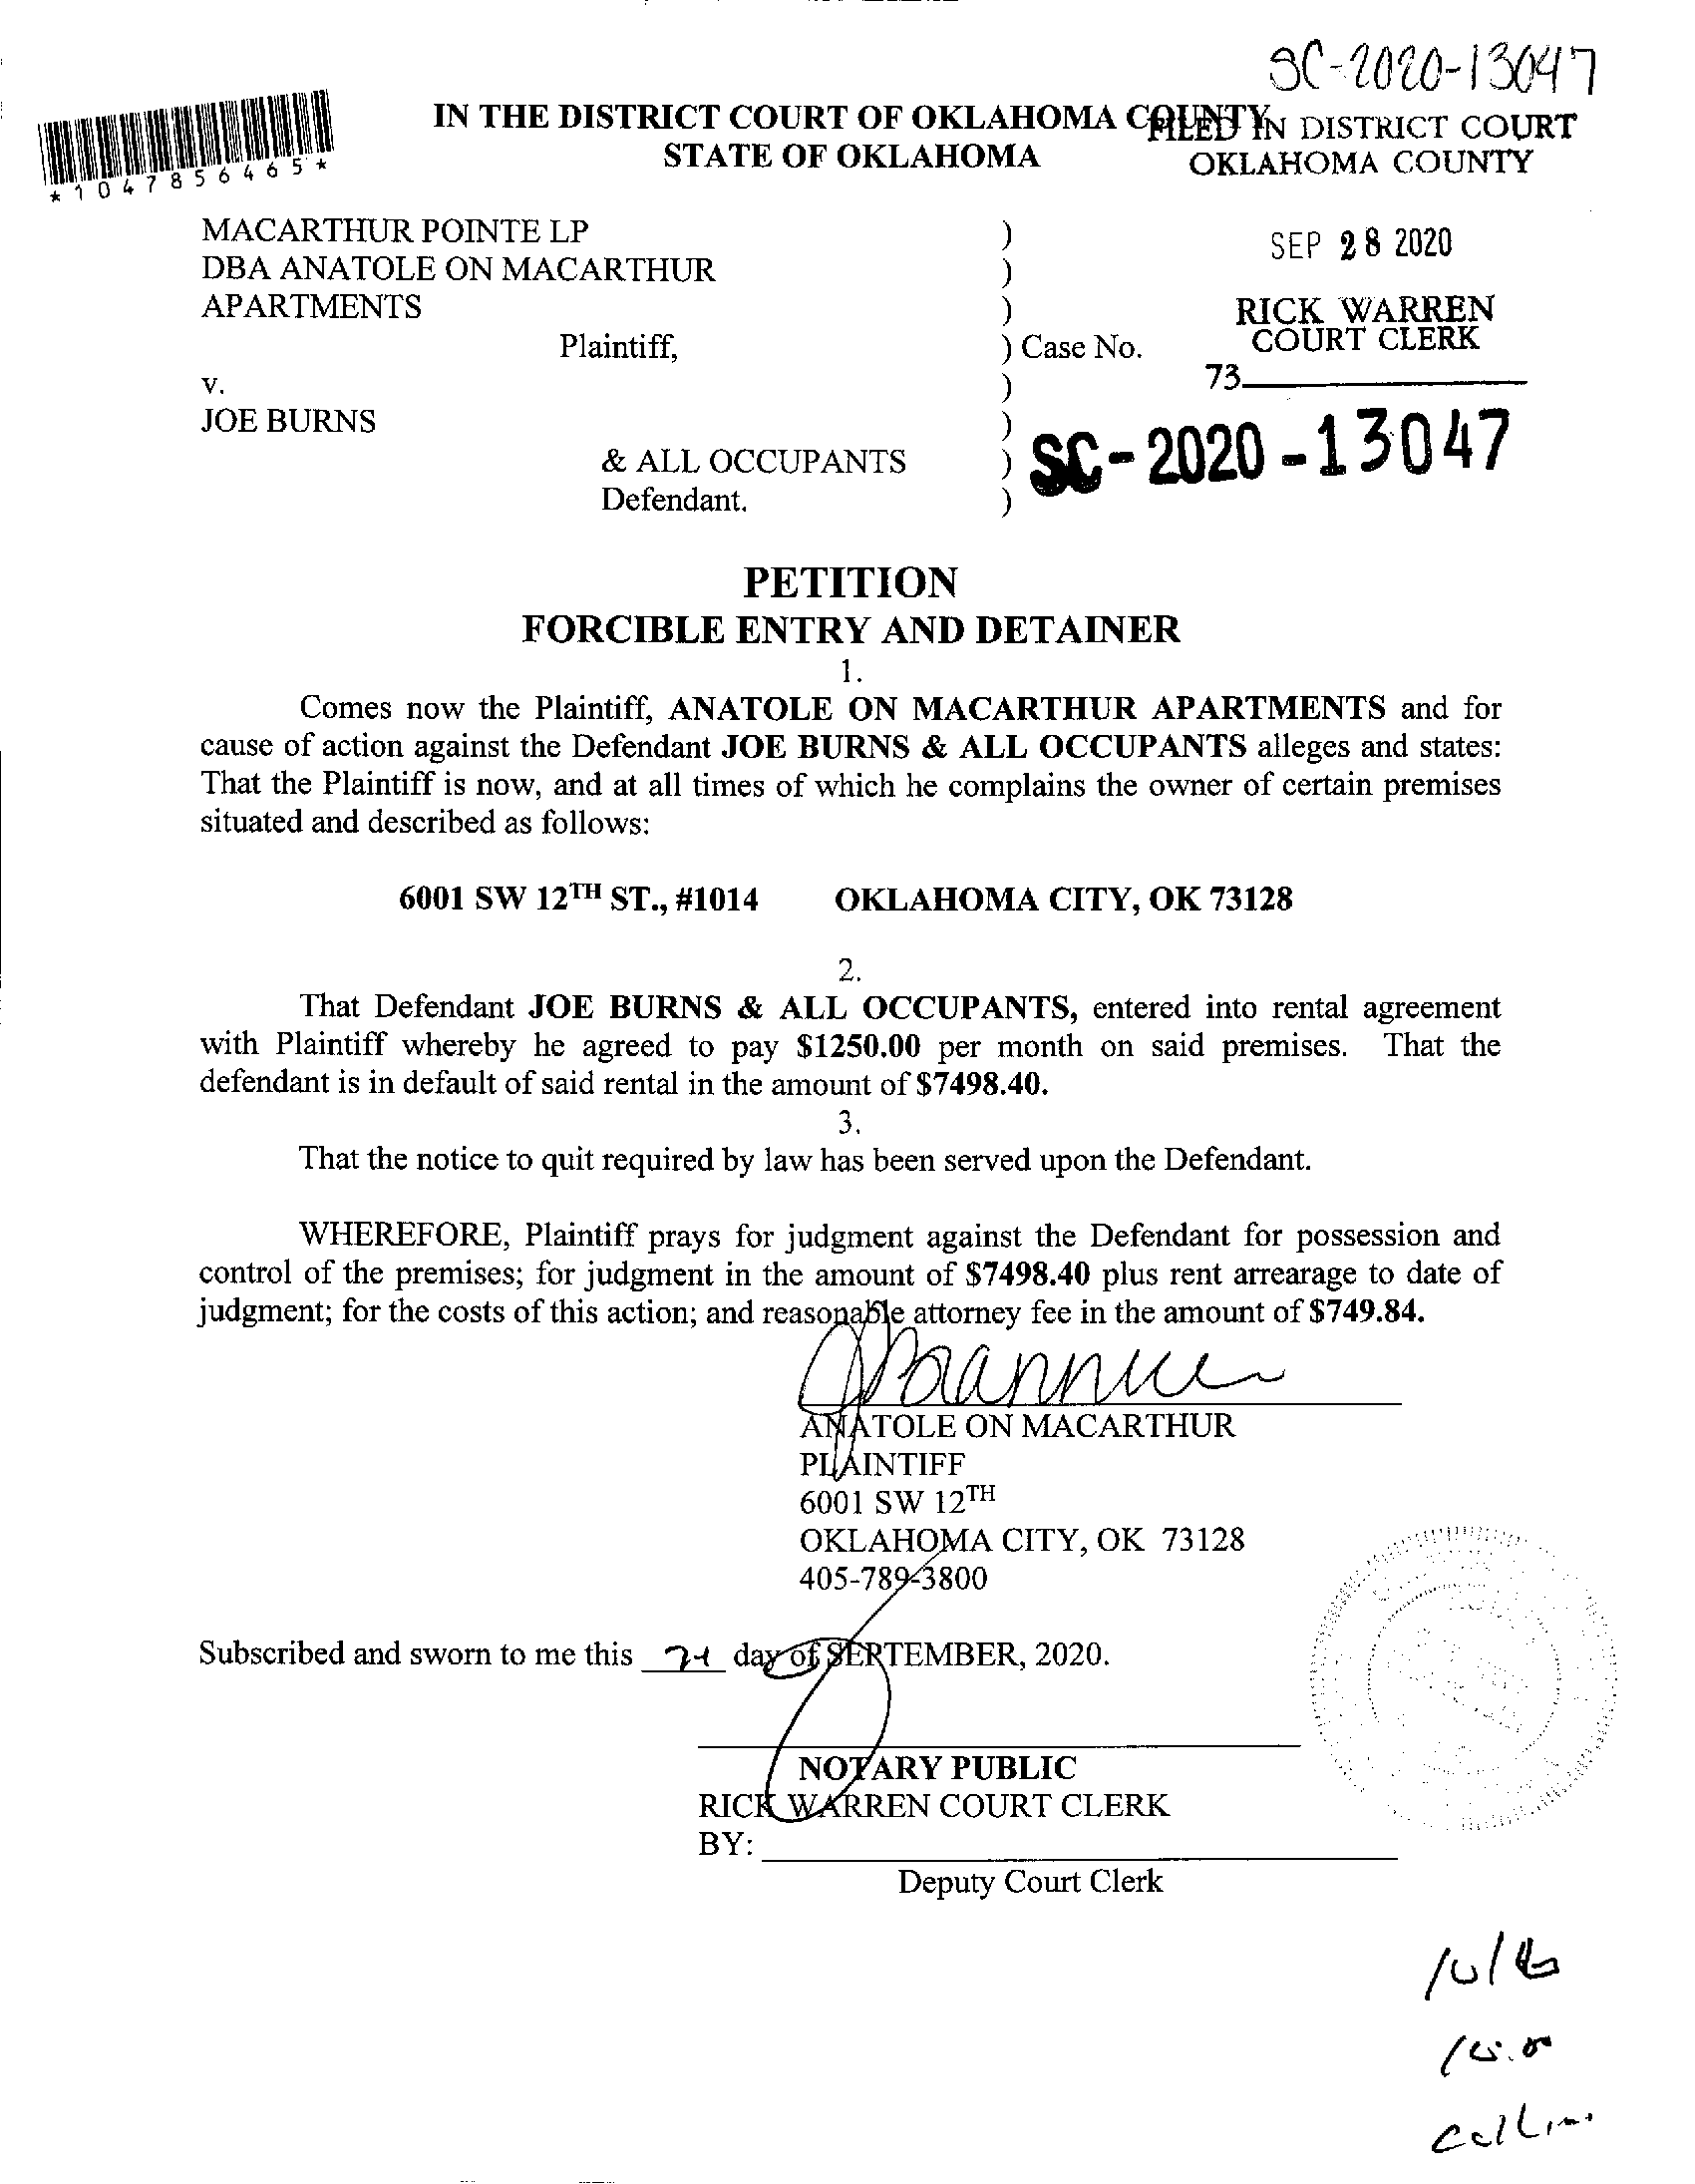 SC-2020-13047
*1047856465*
IN THE DISTRICT COURT OF OKLAHOMA COUNTY
STATE OF OKLAHOMA
FILED IN DISTRICT COURT
OKLAHOMA COUNTY
SEP 28 2020
RICK WARREN
COURT CLERK
73
MACARTHUR POINTE LP )
DBA ANATOLE ON MACARTHUR )
APARTMENTS )
Plaintiff, ) Case No.
v. )
JOE BURNS )
& ALL OCCUPANTS ) SC-2020-13047
Defendant. )
PETITION
FORCIBLE ENTRY AND DETAINER
1.
Comes now the Plaintiff, ANATOLE ON MACARTHUR APARTMENTS and for
cause of action against the Defendant JOE BURNS & ALL OCCUPANTS alleges and states:
That the Plaintiff is now, and at all times of which he complains the owner of certain premises
situated and described as follows:
6001 SW 12TH ST., #1014 OKLAHOMA CITY, OK 73128
2.
That Defendant JOE BURNS & ALL OCCUPANTS, entered into rental agreement
with Plaintiff whereby he agreed to pay $1250.00 per month on said premises. That the
defendant is in default of said rental in the amount of $7498.40.
3.
That the notice to quit required by law has been served upon the Defendant.
WHEREFORE, Plaintiff prays for judgment against the Defendant for possession and
control of the premises; for judgment in the amount of $7498.40 plus rent arrearage to date of
judgment; for the costs of this action; and reasonable attorney fee in the amount of $749.84.
ANATOLE ON MACARTHUR
PLAINTIFF
6001 SW 12TH
OKLAHOMA CITY, OK 73128
405-789-3800
Subscribed and sworn to me this day of SEPTEMBER, 2020.
NOTARY PUBLIC
RICK WARREN COURT CLERK
BY:
Deputy Court Clerk